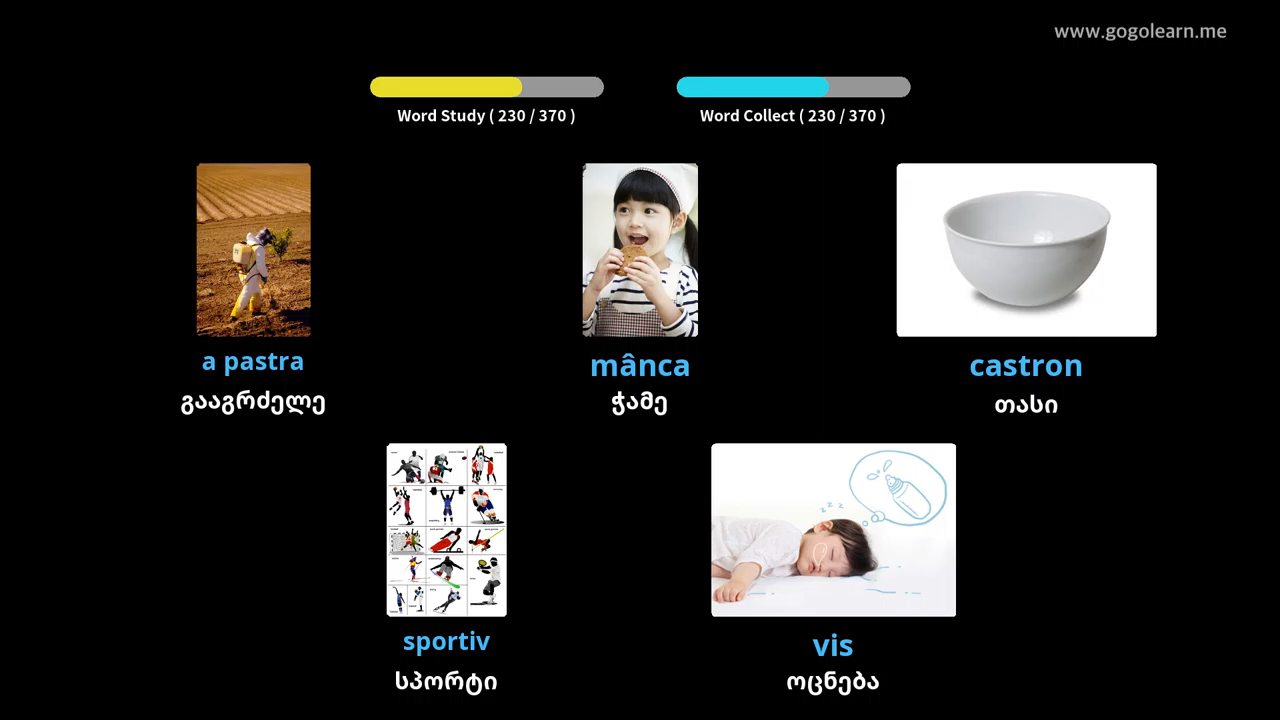 www.gogolearn.me
Word Study ( 230 / 370 )
Word Collect ( 230 / 370 )
a pastra
გააგრძელე
mânca
ჭამე
castron
თასი
sportiv
სპორტი
vis
ოცნება